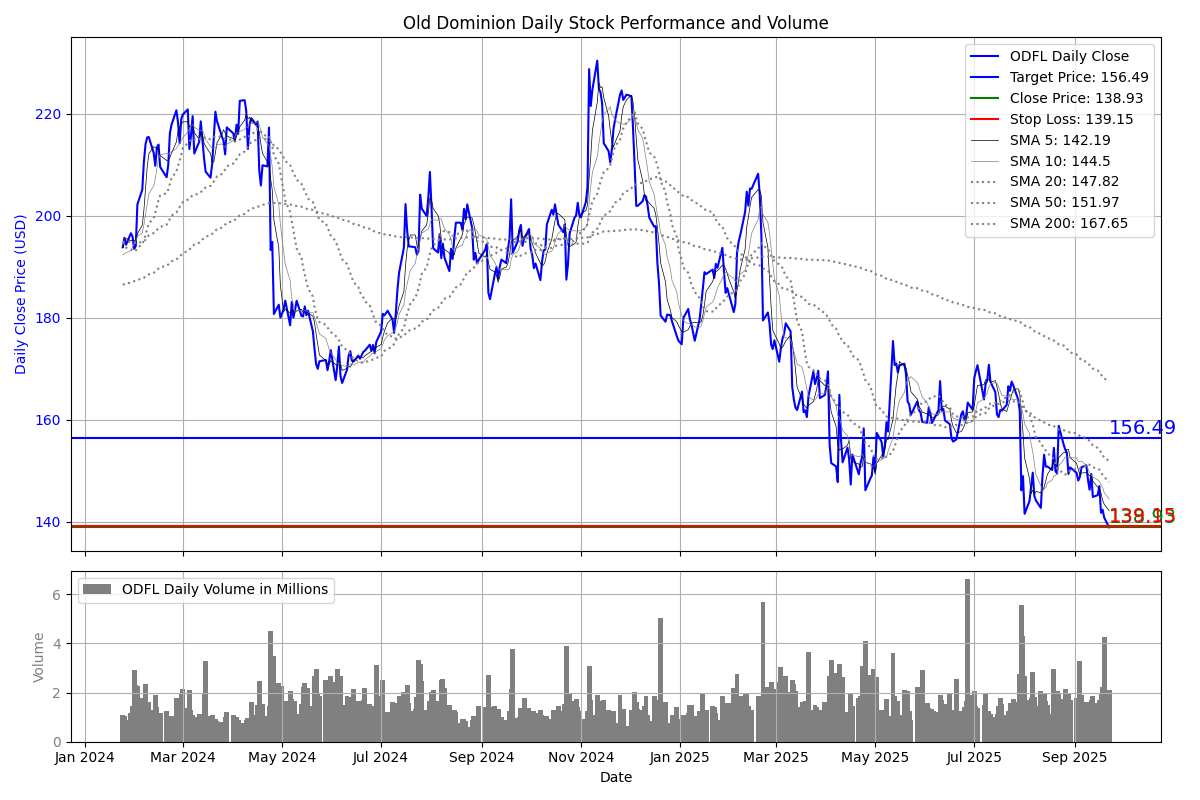 Old Dominion Daily Stock Performance and Volume
Daily Close Price (USD)
220
200
180
160
140
ODFL Daily Close
Target Price: 156.49
Close Price: 138.93
Stop Loss: 139.15
SMA 5: 142.19
SMA 10: 144.5
SMA 20: 147.82
SMA 50: 151.97
SMA 200: 167.65
156.49
138.93
139.15
ODFL Daily Volume in Millions
Volume
6
4
2
0
Jan 2024 Mar 2024 May 2024 Jul 2024 Sep 2024 Nov 2024 Jan 2025 Mar 2025 May 2025 Jul 2025 Sep 2025
Date